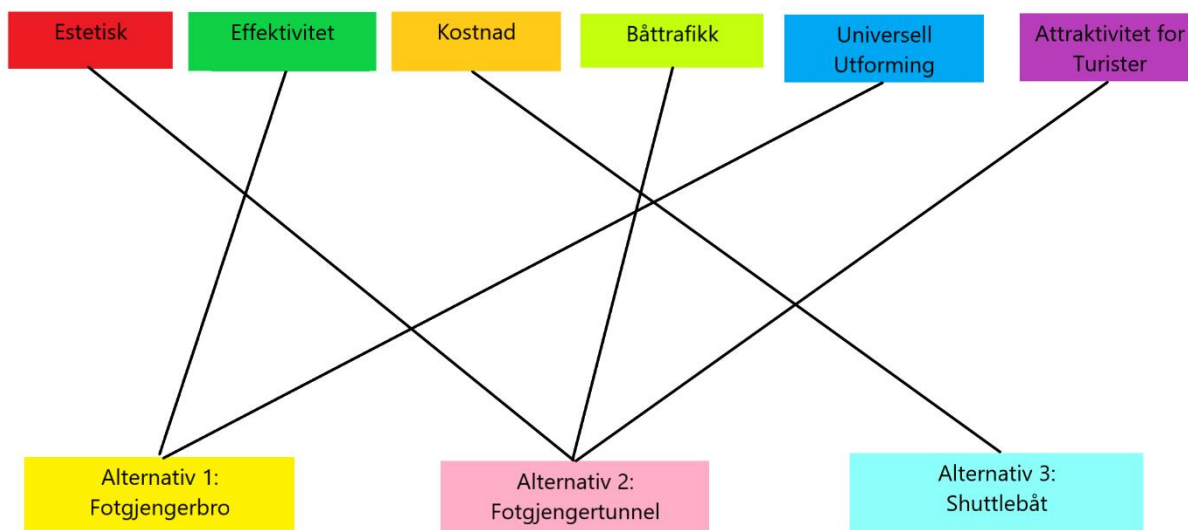 Estetisk
Effektivitet
Kostnad
Båttrafikk
Universell
Utforming
Attraktivitet for
Turister
Alternativ 1:
Fotgjengerbro
Alternativ 2:
Fotgjengertunnel
Alternativ 3:
Shuttlebåt